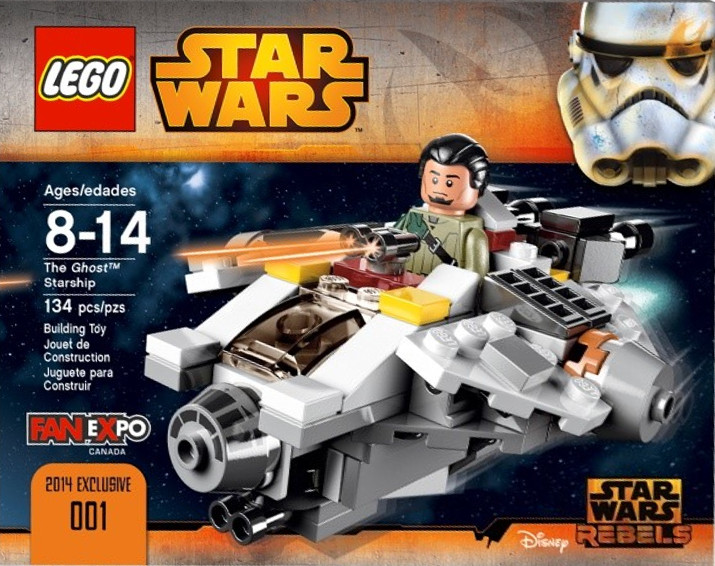 LEGO
STAR
WARS™
Ages/edades
8-14
The Ghost™
Starship
134 pcs/pzs
Building Toy
Jouet de
Construction
Juguete para
Construir
FAN EXPO
CANADA
2014 EXCLUSIVE
001
Disney
STAR
WARS
REBELS